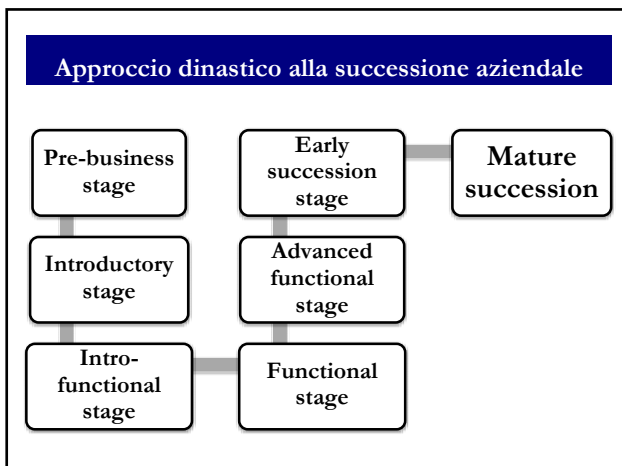 Approccio dinastico alla successione aziendale
Pre-business
stage
Introductory
stage
Intro-
functional
stage
Functional
stage
Advanced
functional
stage
Early
succession
stage
Mature
succession